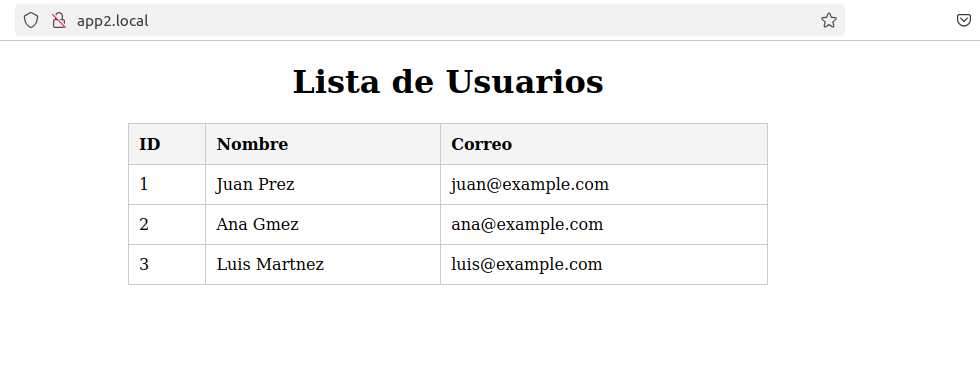 app2.local
Lista de Usuarios
ID Nombre Correo
1 Juan Prez juan@example.com
2 Ana Gmez ana@example.com
3 Luis Martnez luis@example.com